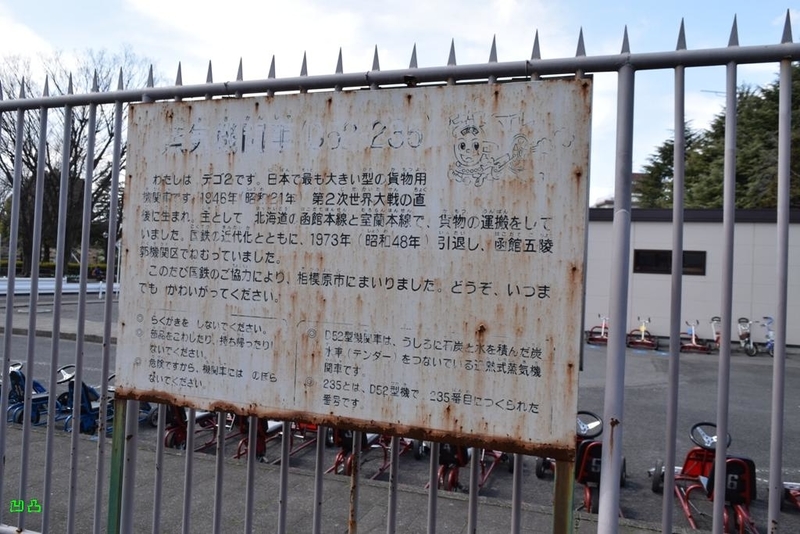 蒸気機関車 D52 235
わたしは デゴ2です。日本で最も大きい型の貨物用
機関車です。1946年（昭和21年） 第2次世界大戦の直
後に生まれ、主として 北海道の函館本線と室蘭本線で、貨物の運搬をして
いました。国鉄の近代化とともに、1973年（昭和48年）引退し、函館五稜
郭機関区でねむっていました。
このたび国鉄のご協力により、相模原市にまいりました。どうぞ、いつま
でも かわいがってください。
◎ らくがきを しないでください。
◎ 部品をこわしたり、持ち帰ったりし
ないでください。
◎ 危険ですから、機関車には のぼら
ないでください。
◎ D52型機関車は、うしろに石炭と水を積んだ炭
水車（テンダー）をつないでいる過熱式蒸気機
関車です。
◎ 235とは、D52型機で 235番目につくられた
番号です。
5
6
凹凸